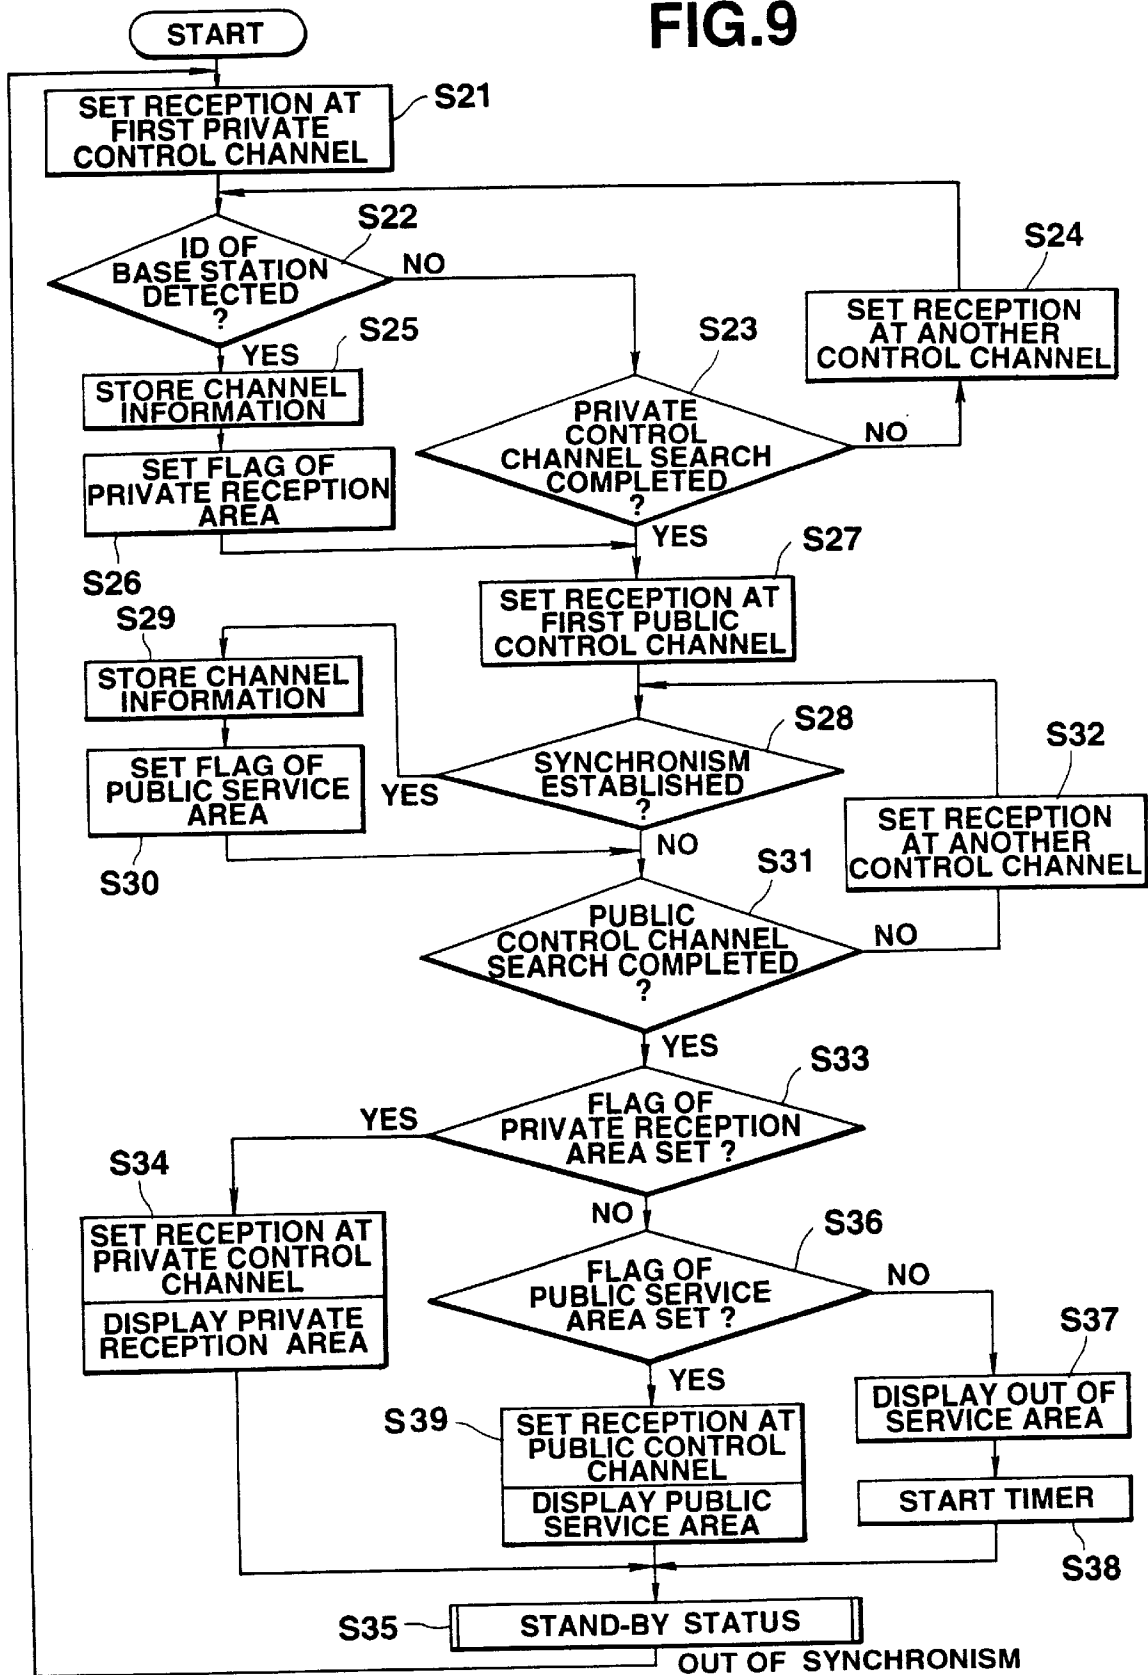 FIG.9
START
SET RECEPTION AT
FIRST PRIVATE
CONTROL CHANNEL
S21
ID OF
BASE STATION
DETECTED
?
S22
NO
YES
S24
SET RECEPTION
AT ANOTHER
CONTROL CHANNEL
S25
STORE CHANNEL
INFORMATION
S23
PRIVATE
CONTROL
CHANNEL SEARCH
COMPLETED
?
NO
YES
SET FLAG OF
PRIVATE RECEPTION
AREA
S26
S27
SET RECEPTION AT
FIRST PUBLIC
CONTROL CHANNEL
S29
STORE CHANNEL
INFORMATION
S28
SYNCHRONISM
ESTABLISHED
?
YES
NO
S32
SET RECEPTION
AT ANOTHER
CONTROL CHANNEL
SET FLAG OF
PUBLIC SERVICE
AREA
S30
S31
PUBLIC
CONTROL CHANNEL
SEARCH COMPLETED
?
NO
YES
S33
FLAG OF
PRIVATE RECEPTION
AREA SET ?
YES
NO
S34
SET RECEPTION AT
PRIVATE CONTROL
CHANNEL
DISPLAY PRIVATE
RECEPTION AREA
S36
FLAG OF
PUBLIC SERVICE
AREA SET ?
NO
YES
S37
DISPLAY OUT OF
SERVICE AREA
S39
SET RECEPTION AT
PUBLIC CONTROL
CHANNEL
DISPLAY PUBLIC
SERVICE AREA
START TIMER
S38
S35
STAND-BY STATUS
OUT OF SYNCHRONISM